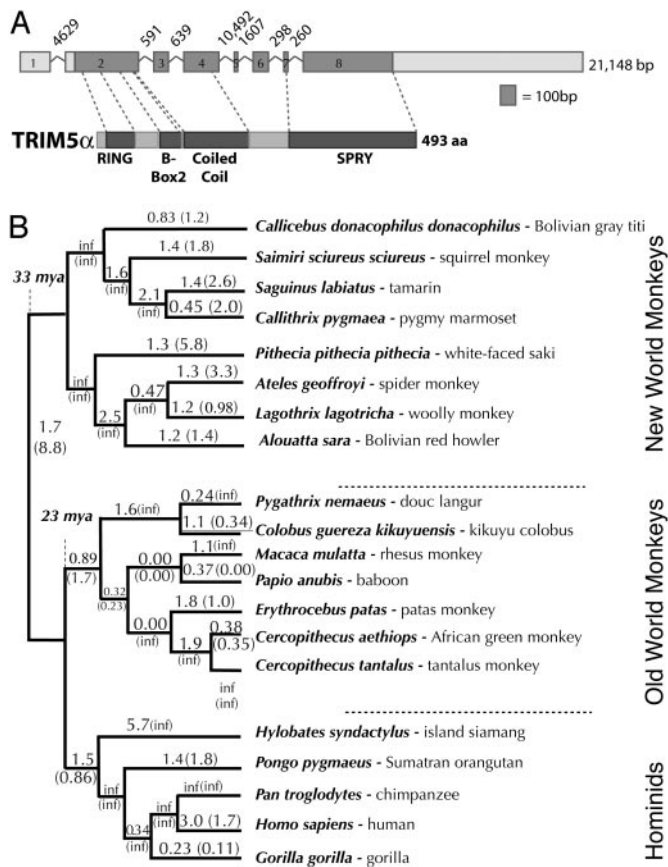 A
4629
591
639
10,492
1607
298
260
1
2
3
4
5
6
7
8
21,148 bp
= 100bp
TRIM5α
493 aa
RING
B-
Box2
Coiled
Coil
SPRY
B
33 mya
1.7
(8.8)
inf
(inf)
0.83 (1.2)
Callicebus donacophilus donacophilus - Bolivian gray titi
1.6
(inf)
1.4 (1.8)
Saimiri sciureus sciureus - squirrel monkey
2.1
(inf)
1.4 (2.6)
Saguinus labiatus - tamarin
0.45 (2.0)
Callithrix pygmaea - pygmy marmoset
inf
(inf)
1.3 (5.8)
Pithecia pithecia pithecia - white-faced saki
2.5
(inf)
0.47
(inf)
1.3 (3.3)
Ateles geoffroyi - spider monkey
1.2 (0.98)
Lagothrix lagotricha - woolly monkey
1.2 (1.4)
Alouatta sara - Bolivian red howler
New World Monkeys
23 mya
0.89
(1.7)
1.6(inf)
0.24(inf)
Pygathrix nemaeus - douc langur
1.1 (0.34)
Colobus guereza kikuyuensis - kikuyu colobus
0.32
(0.23)
0.00
(0.00)
1.1(inf)
Macaca mulatta - rhesus monkey
0.37(0.00)
Papio anubis - baboon
0.00
(inf)
1.8 (1.0)
Erythrocebus patas - patas monkey
1.9
(inf)
0.38
(0.35)
Cercopithecus aethiops - African green monkey
Cercopithecus tantalus - tantalus monkey
inf
(inf)
Old World Monkeys
1.5
(0.86)
5.7(inf)
Hylobates syndactylus - island siamang
inf
(inf)
1.4(1.8)
Pongo pygmaeus - Sumatran orangutan
0.34
(inf)
inf
(inf)
inf(inf)
Pan troglodytes - chimpanzee
3.0 (1.7)
Homo sapiens - human
0.23 (0.11)
Gorilla gorilla - gorilla
Hominids